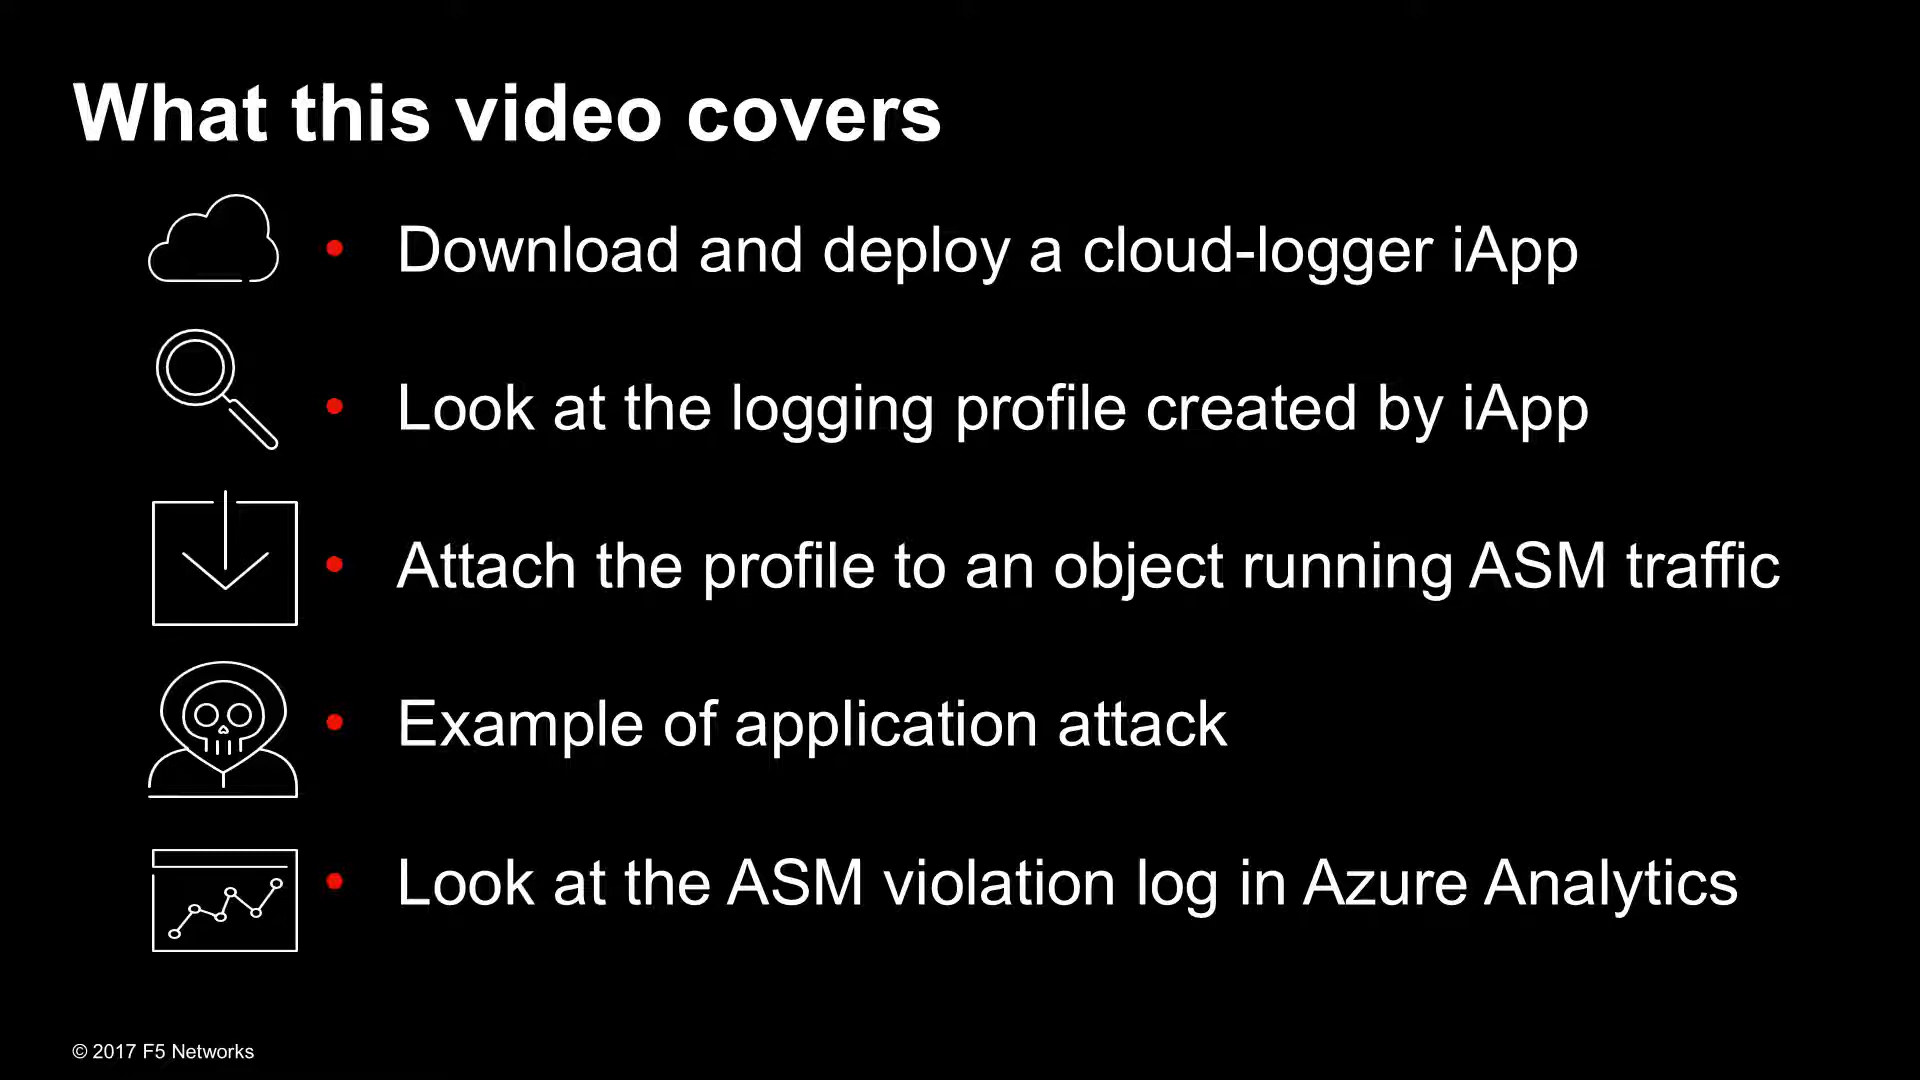 What this video covers
• Download and deploy a cloud-logger iApp
• Look at the logging profile created by iApp
• Attach the profile to an object running ASM traffic
• Example of application attack
• Look at the ASM violation log in Azure Analytics
© 2017 F5 Networks